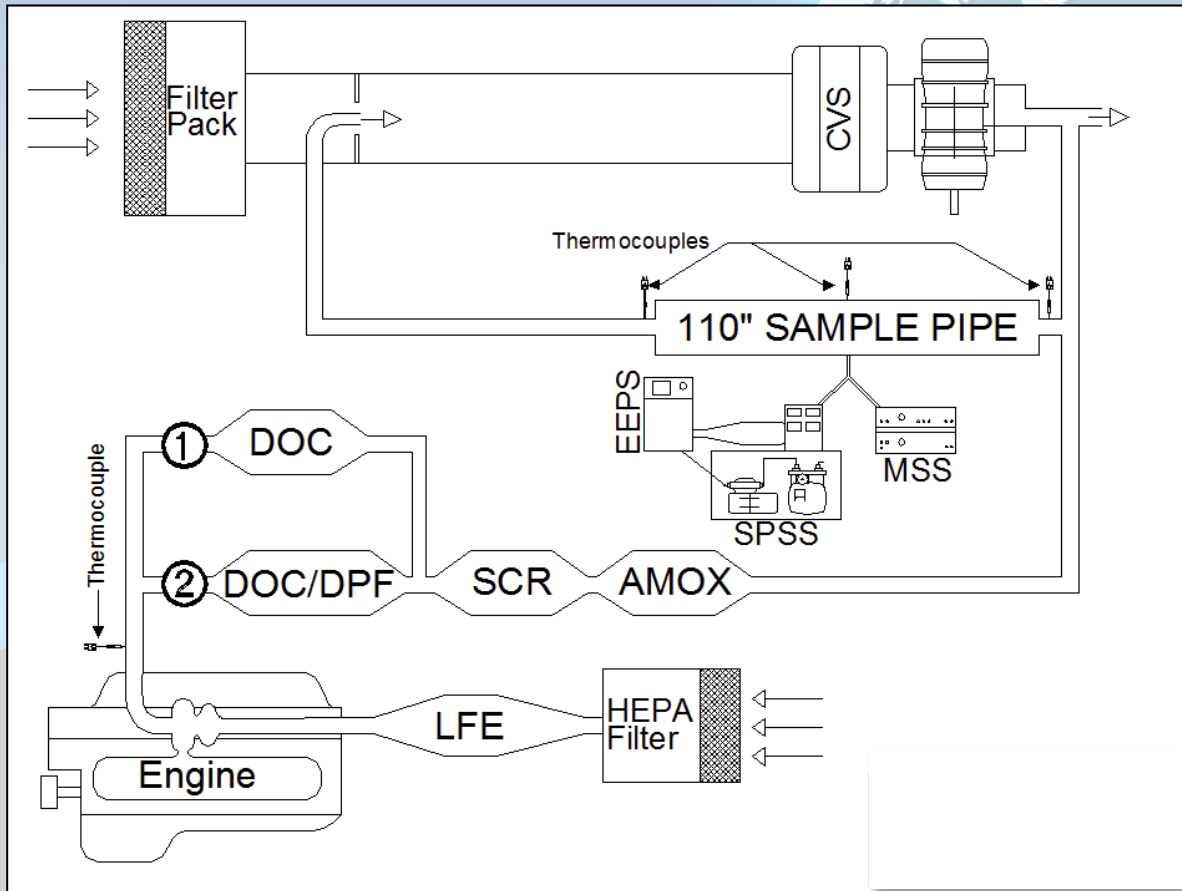 Filter
Pack
CVS
Thermocouples
110" SAMPLE PIPE
EEPS
MSS
SPSS
1
DOC
Thermocouple
2
DOC/DPF
SCR
AMOX
HEPA
Filter
LFE
Engine